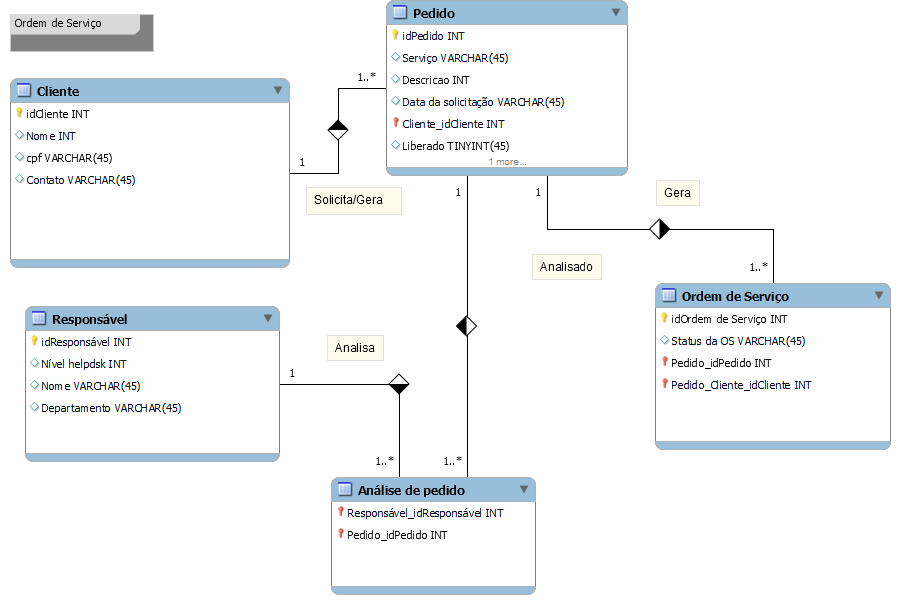 Ordem de Serviço
Pedido
idPedido INT
Serviço VARCHAR(45)
Descricao INT
Data da solicitação VARCHAR(45)
Cliente_idCliente INT
Liberado TINYINT(45)
1 more...
Cliente
idCliente INT
Nome INT
cpf VARCHAR(45)
Contato VARCHAR(45)
1..*
1
Solicita/Gera
1
1
Gera
Analisado
1..*
Ordem de Serviço
idOrdem de Serviço INT
Status da OS VARCHAR(45)
Pedido_idPedido INT
Pedido_Cliente_idCliente INT
Responsável
idResponsável INT
Nível helpdsk INT
Nome VARCHAR(45)
Departamento VARCHAR(45)
Analisa
1
1..*
1..*
Análise de pedido
Responsável_idResponsável INT
Pedido_idPedido INT